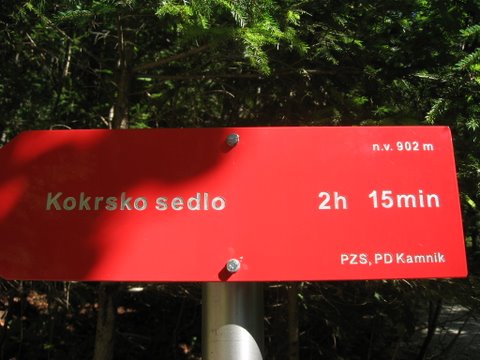 n.v. 902 m
Kokrsko sedlo 2h 15min
PZS, PD Kamnik